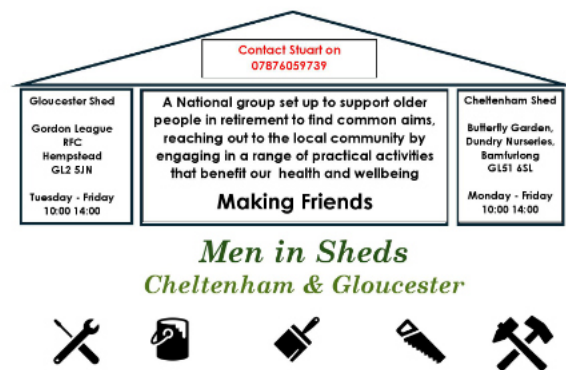 Contact Stuart on
07876059739
Gloucester Shed
Gordon League
RFC
Hempstead
GL2 5JN
Tuesday - Friday
10:00 14:00
A National group set up to support older
people in retirement to find common aims,
reaching out to the local community by
engaging in a range of practical activities
that benefit our health and wellbeing
Making Friends
Cheltenham Shed
Butterfly Garden,
Dundry Nurseries,
Bamfurlong
GL51 6SL
Monday - Friday
10:00 14:00
Men in Sheds
Cheltenham & Gloucester